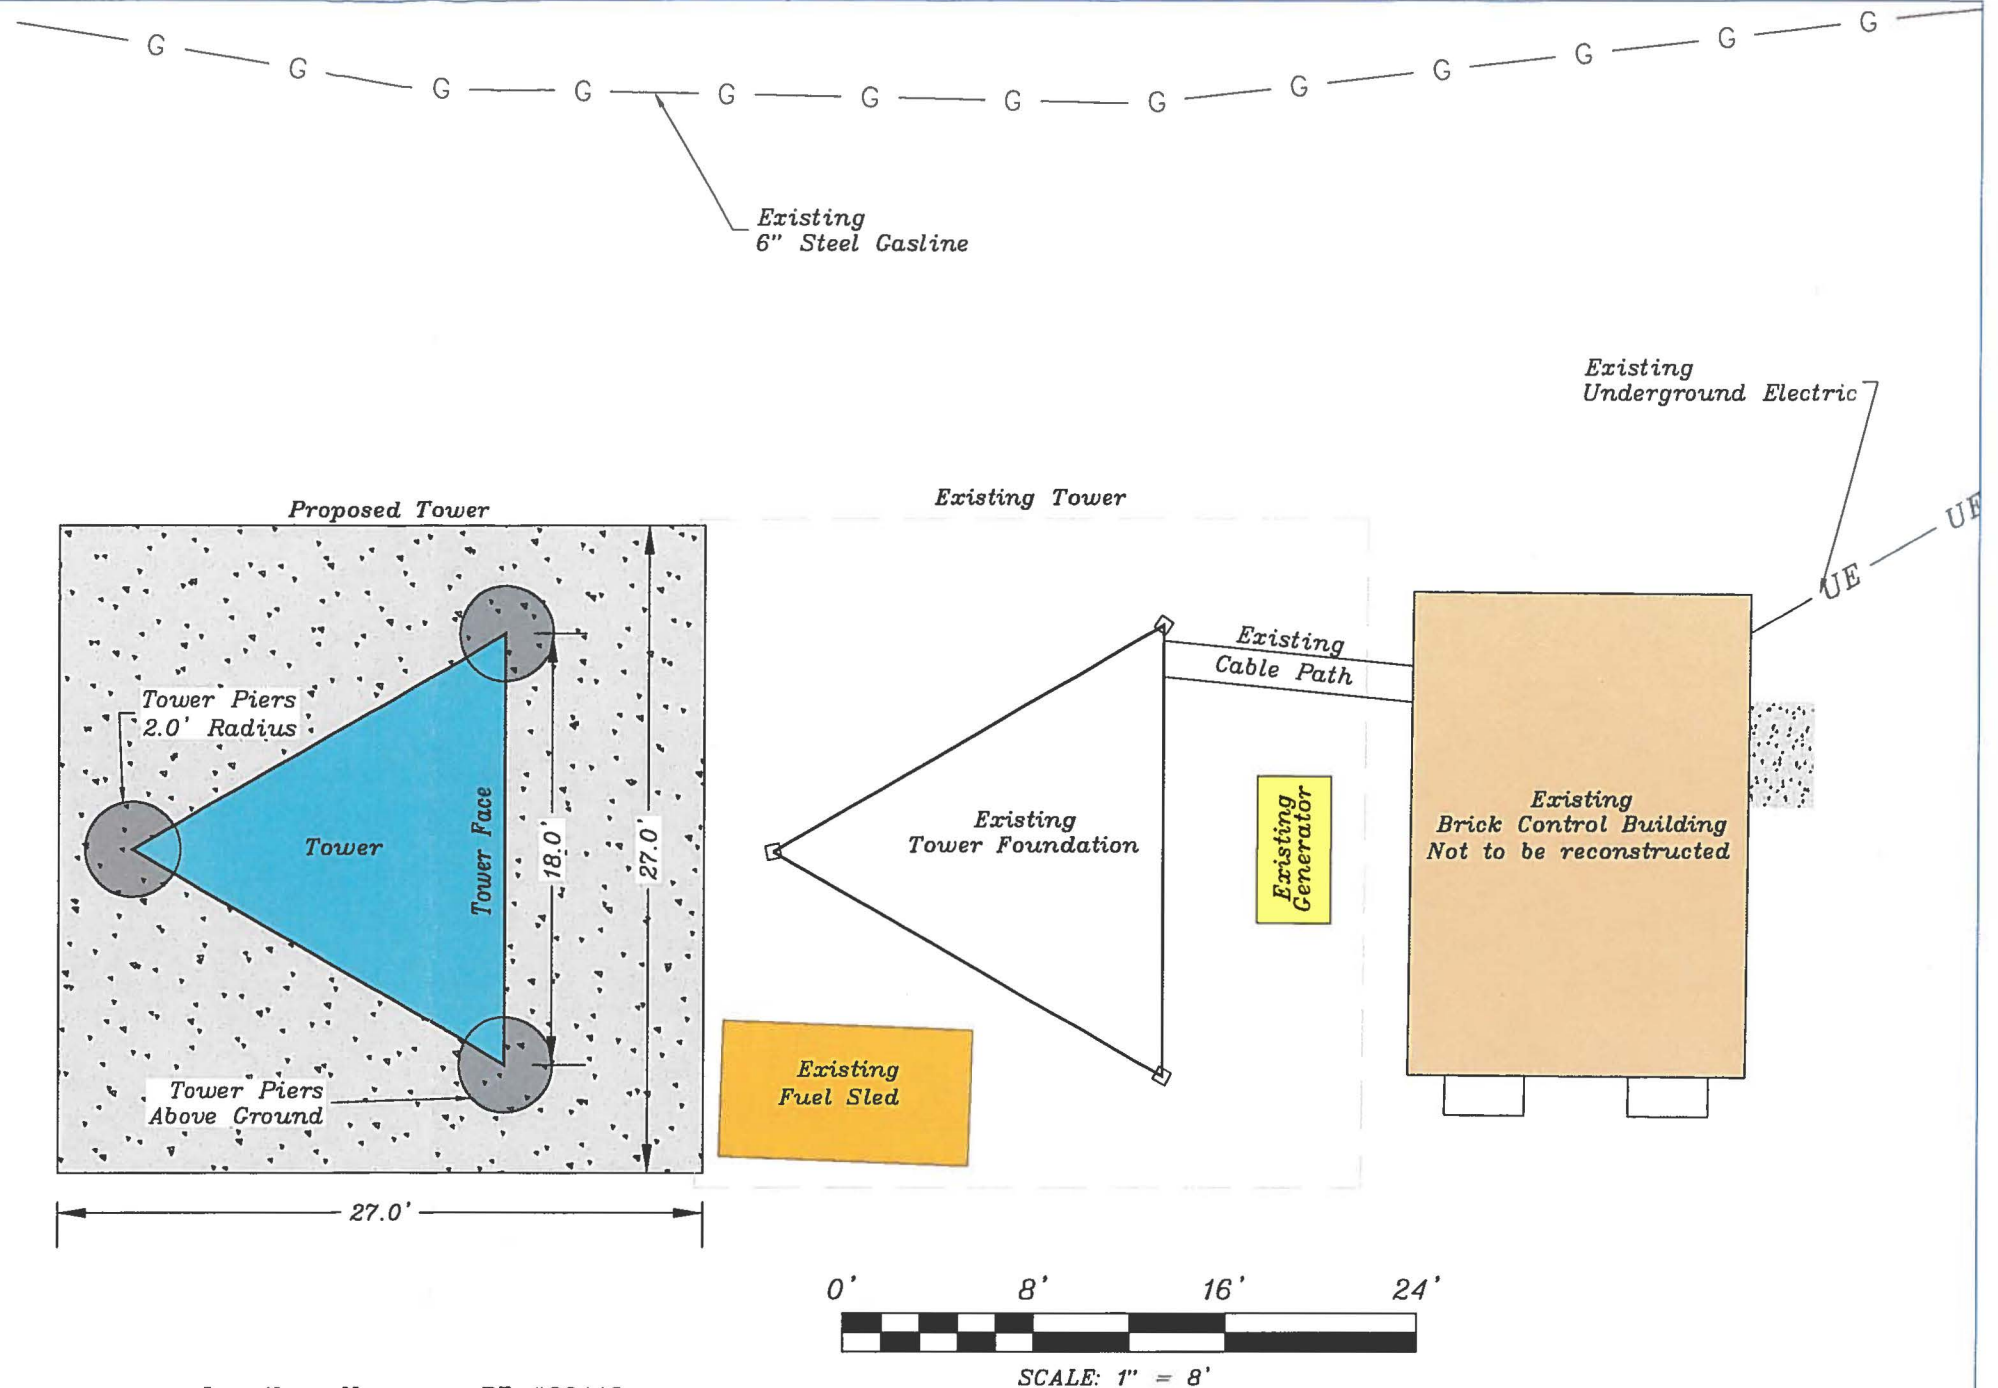 G G G G G G G G G G G G G
Existing
6" Steel Gasline
Existing
Underground Electric
UE
UE
Proposed Tower
Existing Tower
Existing
Cable Path
Tower Piers
2.0' Radius
Tower
Tower Face
18.0'
27.0'
Existing
Tower Foundation
Existing
Generator
Existing
Brick Control Building
Not to be reconstructed
Existing
Fuel Sled
Tower Piers
Above Ground
27.0'
0' 8' 16' 24'
SCALE: 1" = 8'